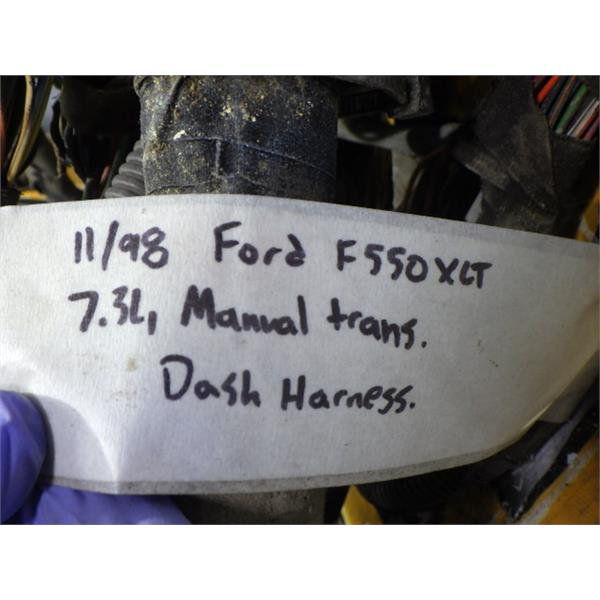 11/98 Ford F550 XLT
7.3L, Manual trans.
Dash Harness.